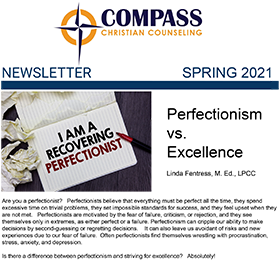 COMPASS
CHRISTIAN COUNSELING
NEWSLETTER
SPRING 2021
I AM A
RECOVERING
PERFECTIONIST
Perfectionism
vs.
Excellence
Linda Fentress, M. Ed., LPCC
Are you a perfectionist? Perfectionists believe that everything must be perfect all the time, they spend
excessive time on trivial problems, they set impossible standards for success, and they feel upset when they
are not met. Perfectionists are motivated by the fear of failure, criticism, or rejection, and they see
themselves only in extremes, as either perfect or a failure. Perfectionism can cripple our ability to make
decisions by second-guessing or regretting decisions. It can also leave us avoidant of risks and new
experiences due to our fear of failure. Often perfectionists find themselves wrestling with procrastination,
stress, anxiety, and depression.
Is there a difference between perfectionism and striving for excellence? Absolutely!